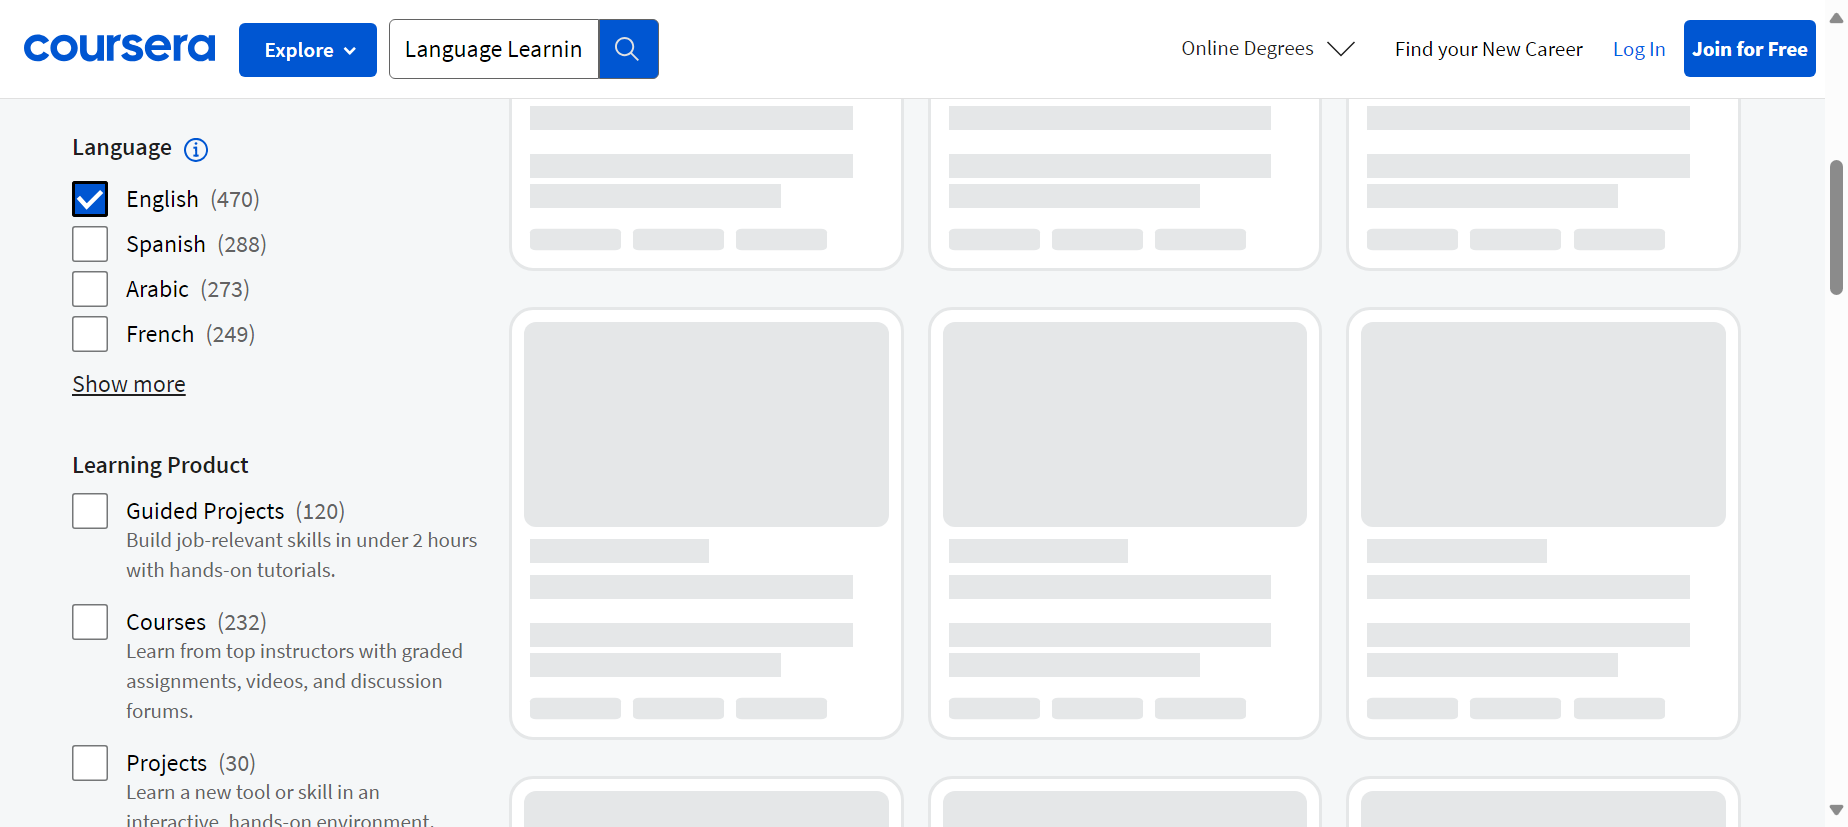 coursera
Explore
Language Learnin
Online Degrees
Find your New Career
Log In
Join for Free
Language
English (470)
Spanish (288)
Arabic (273)
French (249)
Show more
Learning Product
Guided Projects (120)
Build job-relevant skills in under 2 hours
with hands-on tutorials.
Courses (232)
Learn from top instructors with graded
assignments, videos, and discussion
forums.
Projects (30)
Learn a new tool or skill in an
interactive, hands-on environment.